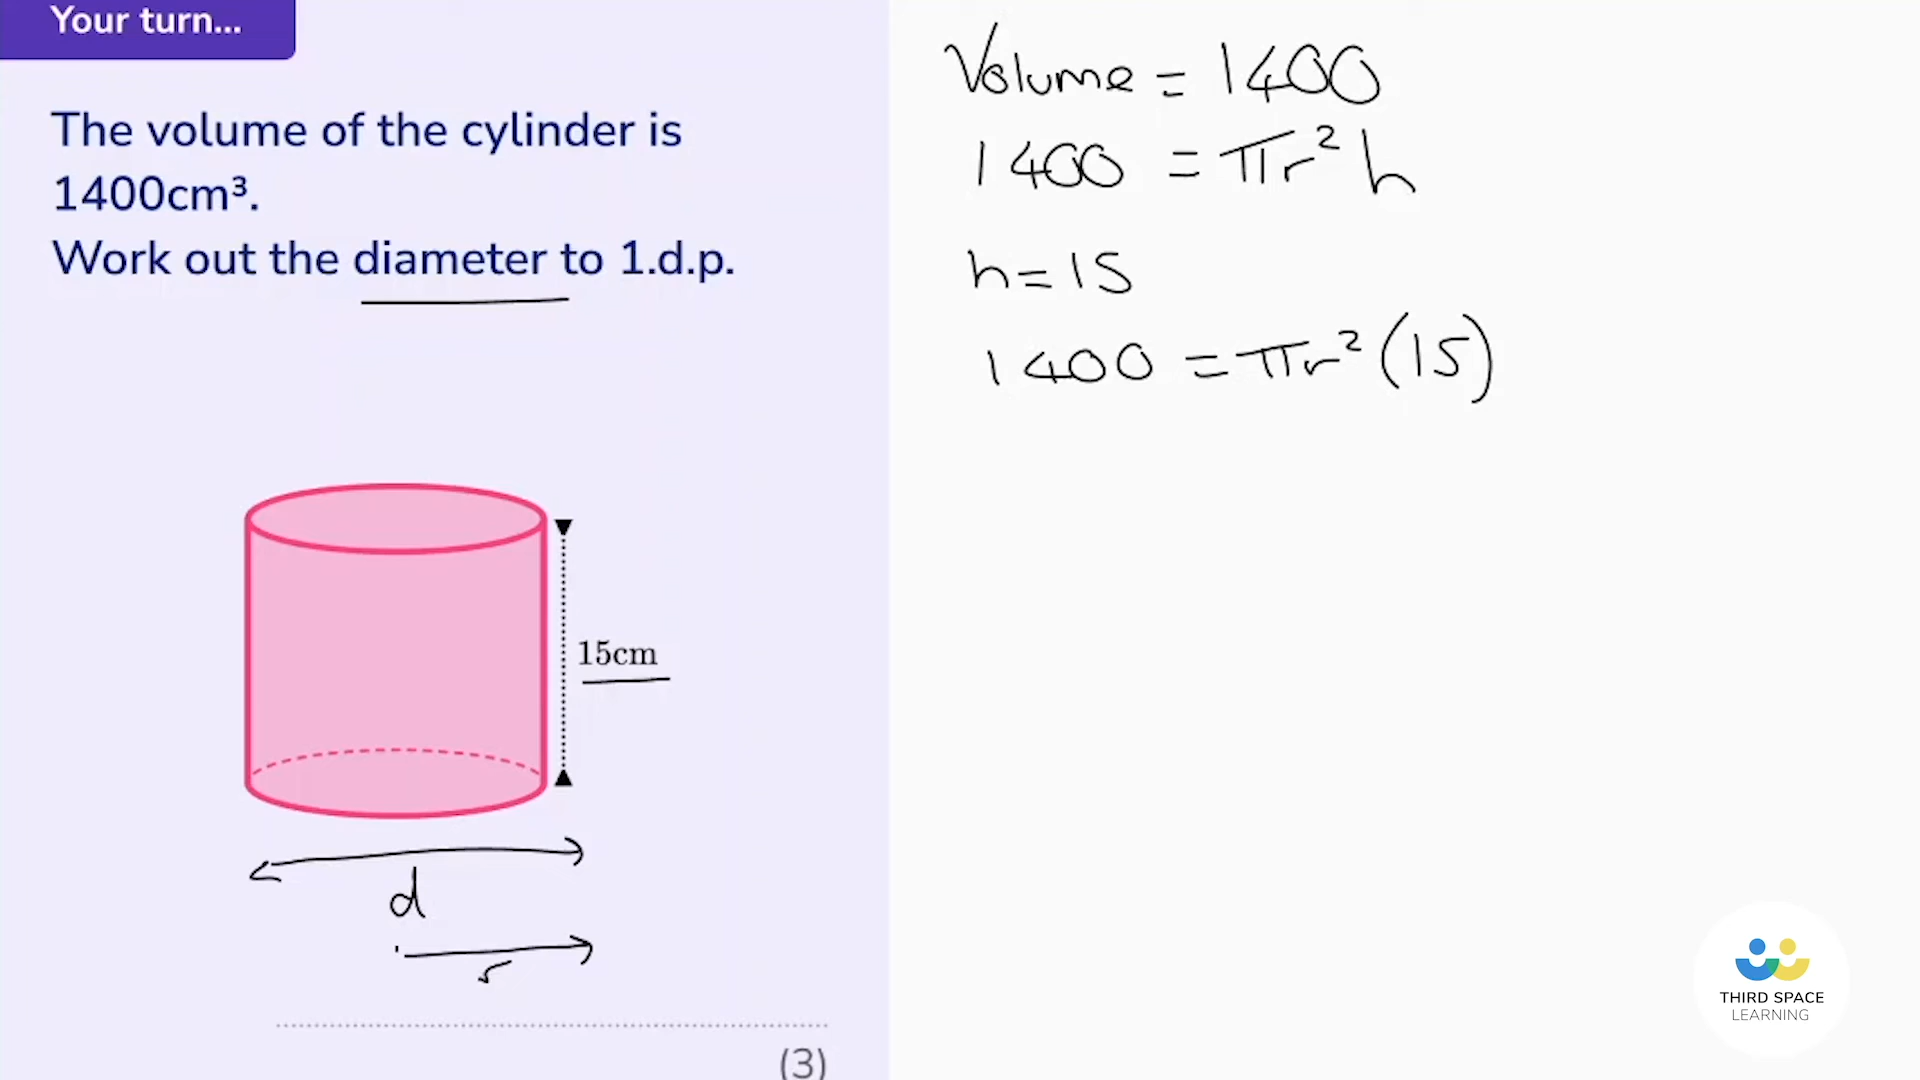 Your turn...
The volume of the cylinder is
1400cm³.
Work out the diameter to 1.d.p.
15cm
d
r
(3)
Volume = 1400
1400 = πr² h
h = 15
1400 = πr² (15)
THIRD SPACE
LEARNING